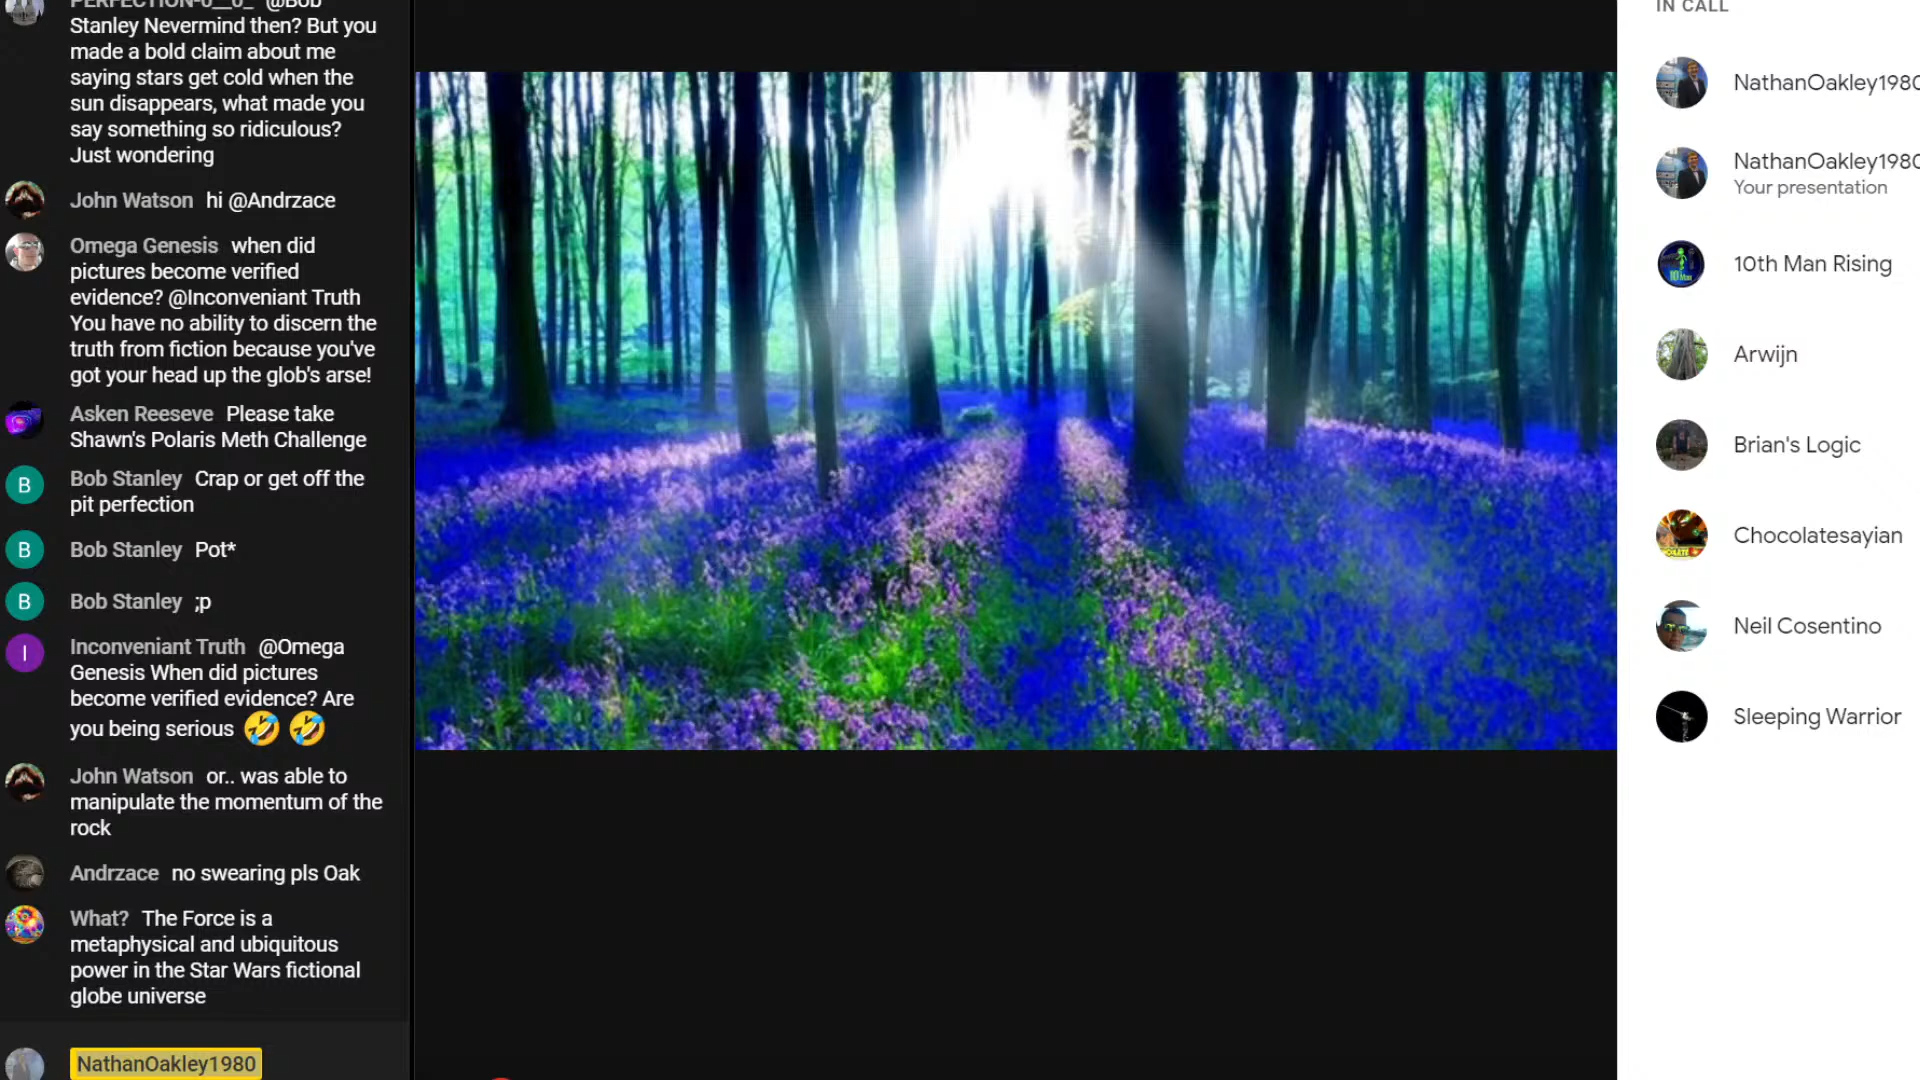 PERFECTION-0__0_ @Bob
Stanley Nevermind then? But you
made a bold claim about me
saying stars get cold when the
sun disappears, what made you
say something so ridiculous?
Just wondering
John Watson hi @Andrzace
Omega Genesis when did
pictures become verified
evidence? @Inconveniant Truth
You have no ability to discern the
truth from fiction because you've
got your head up the glob's arse!
Asken Reeseve Please take
Shawn's Polaris Meth Challenge
B
Bob Stanley Crap or get off the
pit perfection
B
Bob Stanley Pot*
B
Bob Stanley ;p
I
Inconveniant Truth @Omega
Genesis When did pictures
become verified evidence? Are
you being serious 🤣 🤣
John Watson or.. was able to
manipulate the momentum of the
rock
Andrzace no swearing pls Oak
What? The Force is a
metaphysical and ubiquitous
power in the Star Wars fictional
globe universe
NathanOakley1980
IN CALL
NathanOakley1980
NathanOakley1980
Your presentation
10th Man Rising
Arwijn
Brian's Logic
Chocolatesayian
Neil Cosentino
Sleeping Warrior